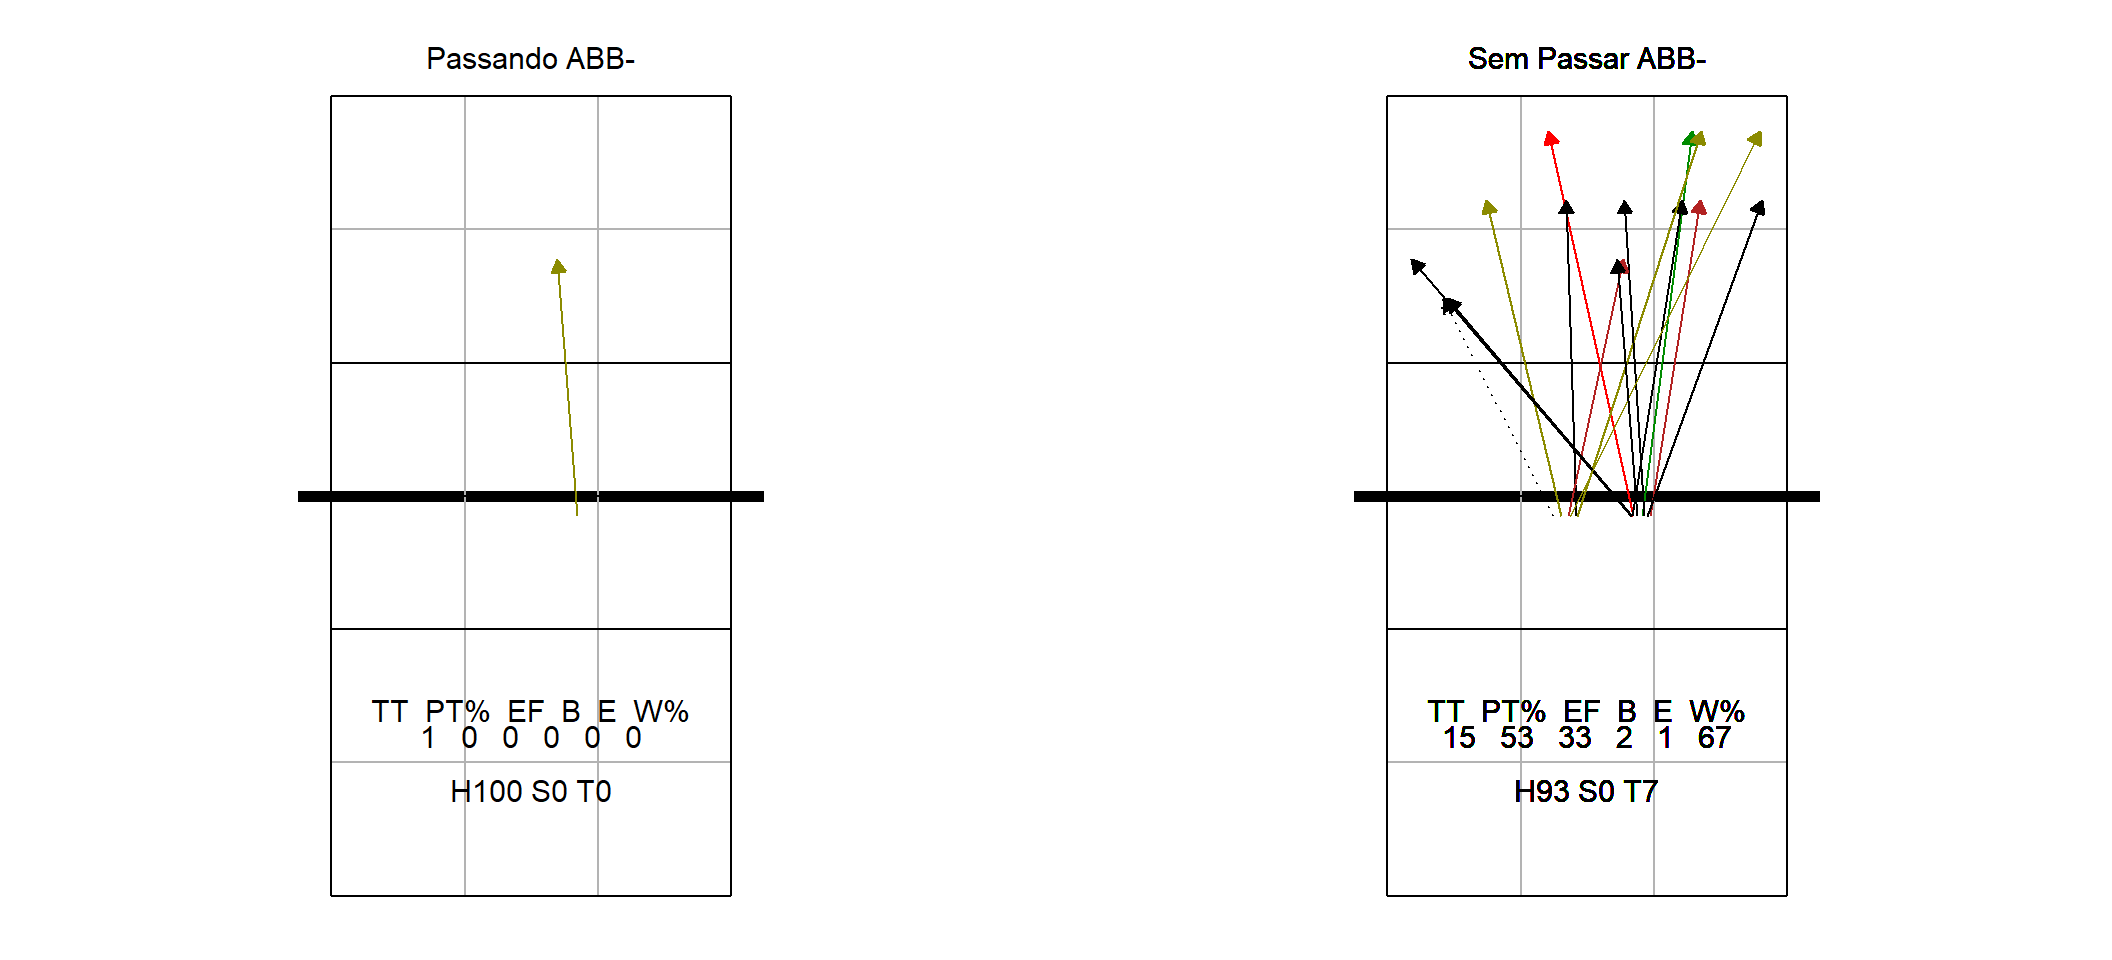 Passando ABB-
TT PT% EF B E W%
1 0 0 0 0 0
H100 S0 T0
Sem Passar ABB-
TT PT% EF B E W%
15 53 33 2 1 67
H93 S0 T7